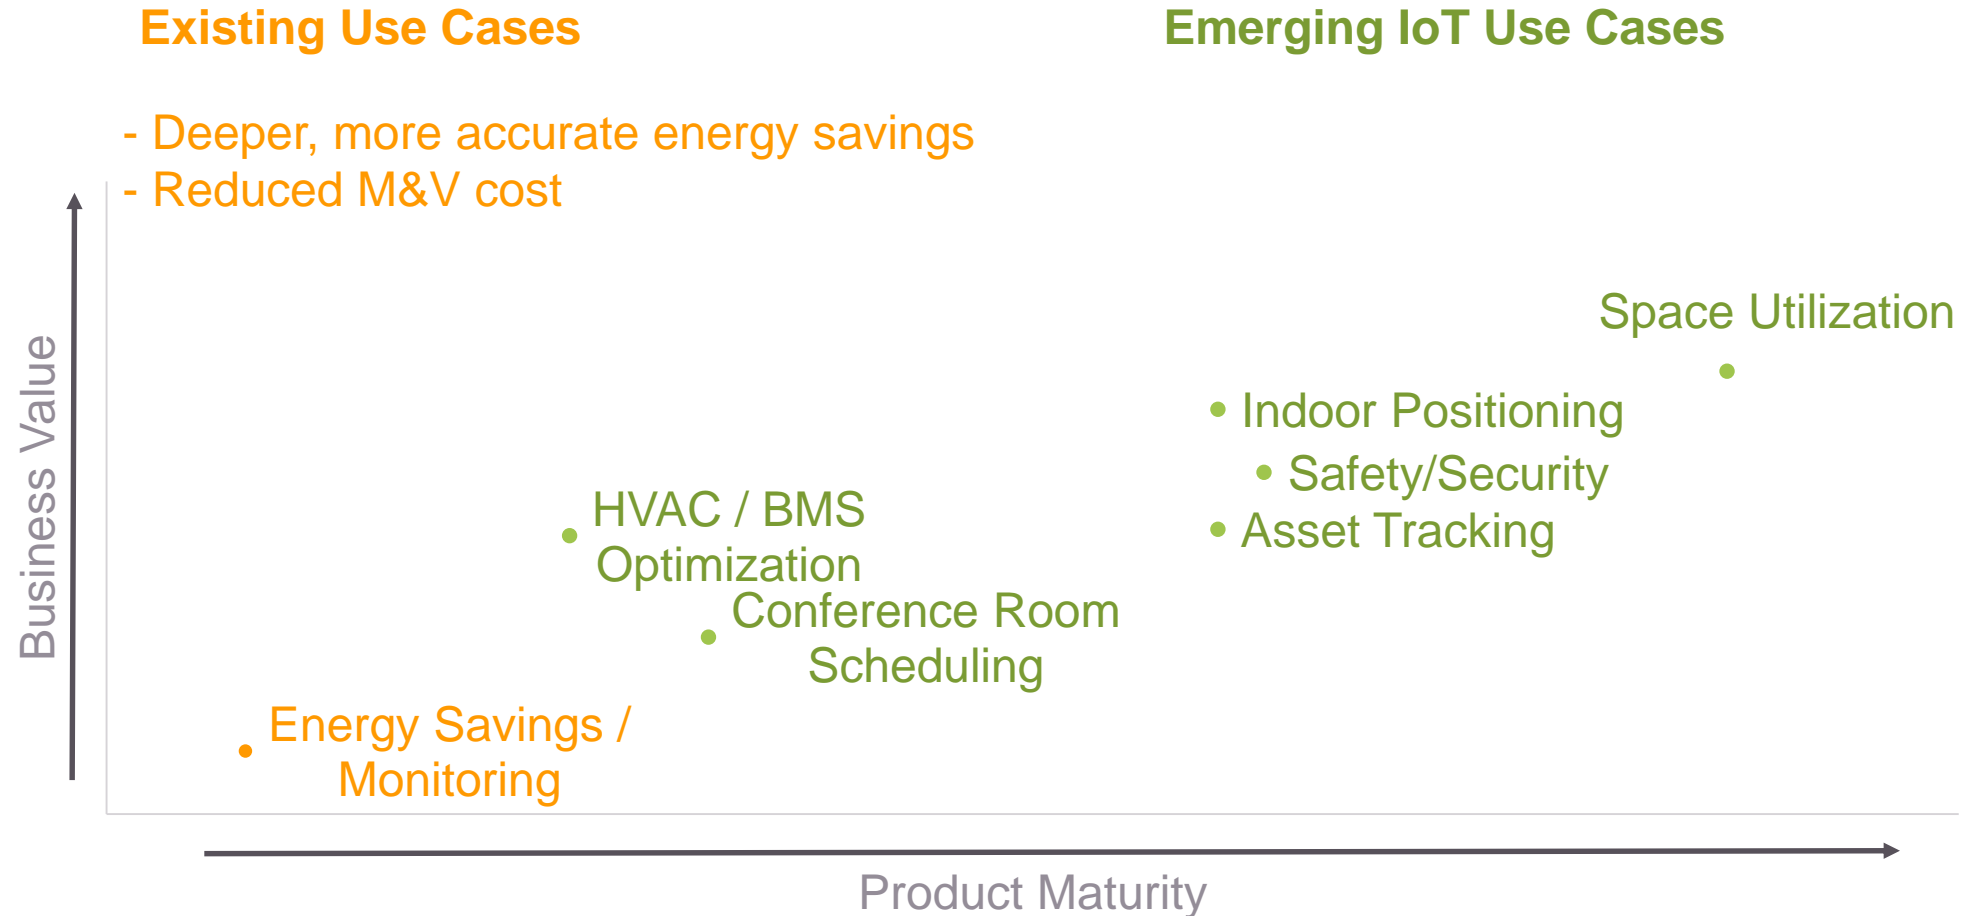 Existing Use Cases
Emerging IoT Use Cases
- Deeper, more accurate energy savings
- Reduced M&V cost
Business Value
Space Utilization
Indoor Positioning
Safety/Security
HVAC / BMS
Optimization
Asset Tracking
Conference Room
Scheduling
Energy Savings /
Monitoring
Product Maturity